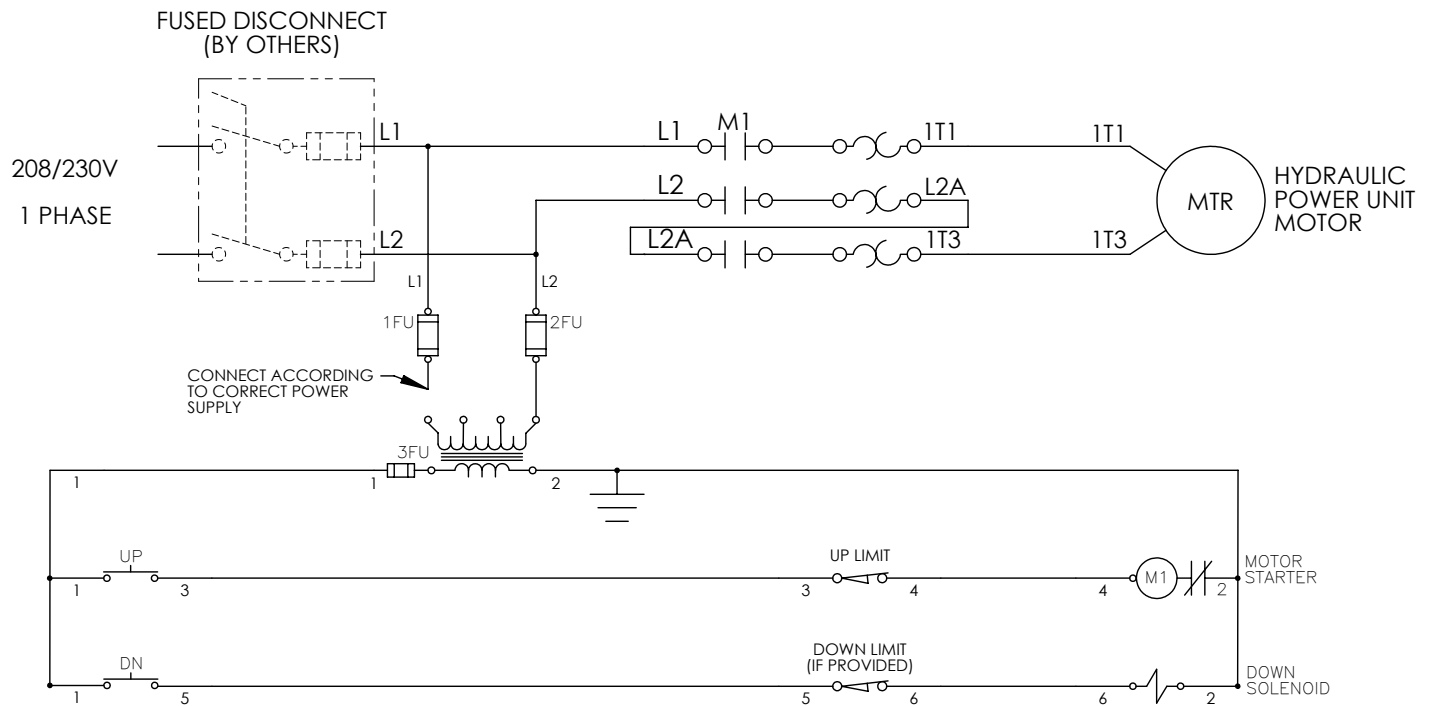 FUSED DISCONNECT
(BY OTHERS)
208/230V
1 PHASE
L1
L1
M1
1T1
1T1
L2
L2A
MTR
HYDRAULIC
POWER UNIT
MOTOR
L2
L2A
1T3
1T3
L1
L2
1FU
2FU
CONNECT ACCORDING
TO CORRECT POWER
SUPPLY
3FU
1
1
2
UP
1
3
UP LIMIT
3
4
4
M1
2
MOTOR
STARTER
DN
1
5
DOWN LIMIT
(IF PROVIDED)
5
6
6
2
DOWN
SOLENOID